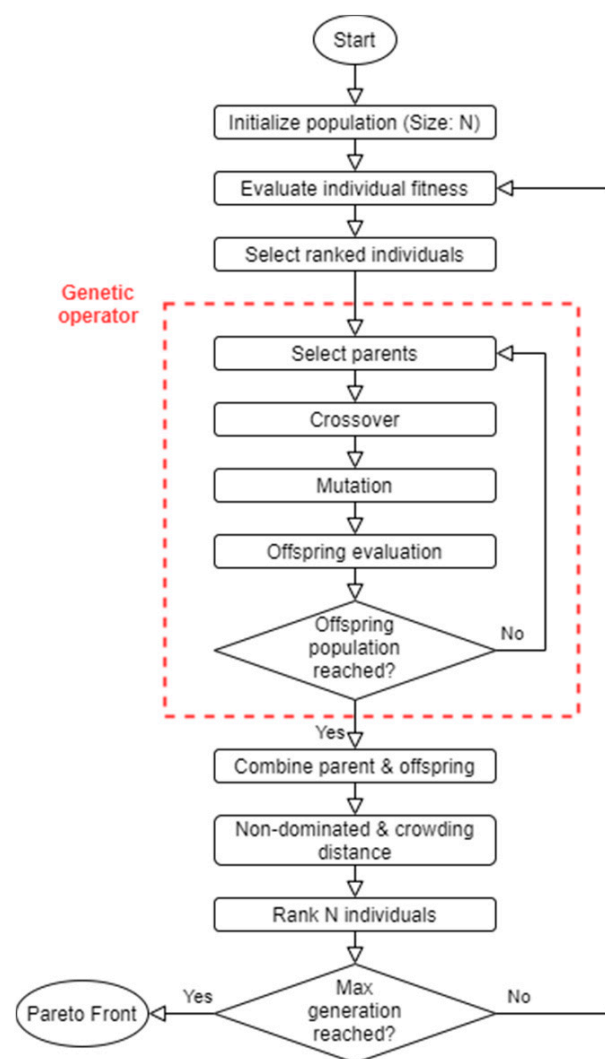 Start
Initialize population (Size: N)
Evaluate individual fitness
Select ranked individuals
Genetic
operator
Select parents
Crossover
Mutation
Offspring evaluation
Offspring
population
reached?
No
Yes
Combine parent & offspring
Non-dominated & crowding
distance
Rank N individuals
Max
generation
reached?
Yes
No
Pareto Front